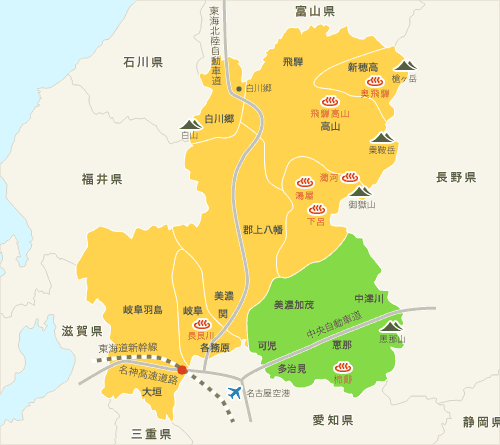 富山県
東海北陸自動車道
石川県
飛騨
新穂高
槍ヶ岳
奥飛騨
白川郷
飛騨高山
白川郷
高山
白山
乗鞍岳
福井県
濁河
長野県
湯屋
御嶽山
下呂
郡上八幡
美濃
中津川
岐阜羽島
岐阜
関
美濃加茂
滋賀県
長良川
中央自動車道
恵那山
東海道新幹線
各務原
可児
恵那
名神高速道路
多治見
柿野
大垣
名古屋空港
愛知県
静岡県
三重県